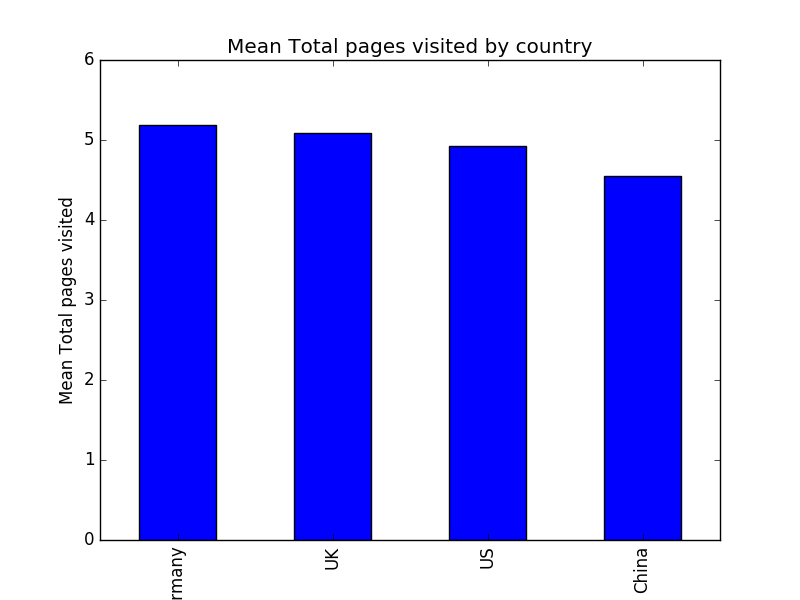 Mean Total pages visited by country
Mean Total pages visited
6
5
4
3
2
1
0
rmany
UK
US
China